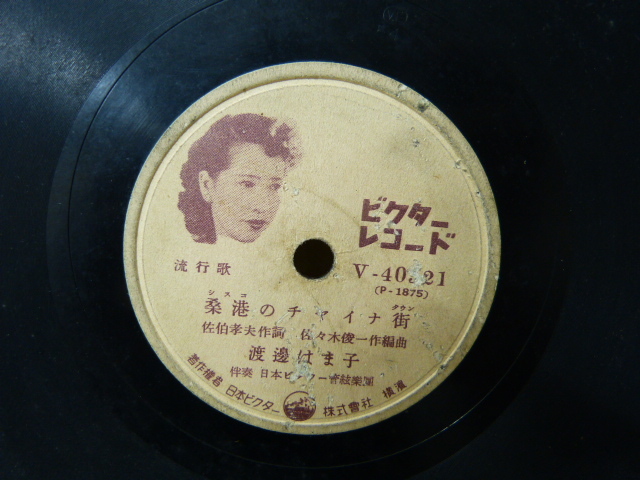 ビクター
レコード
流行歌
V-40321
(P-1875)
シスコ タウン
桑港のチャイナ街
佐伯孝夫作詞 佐々木俊一作編曲
渡邊はま子
伴奏 日本ビクター管絃樂團
著作権者 日本ビクター 株式會社 横濱